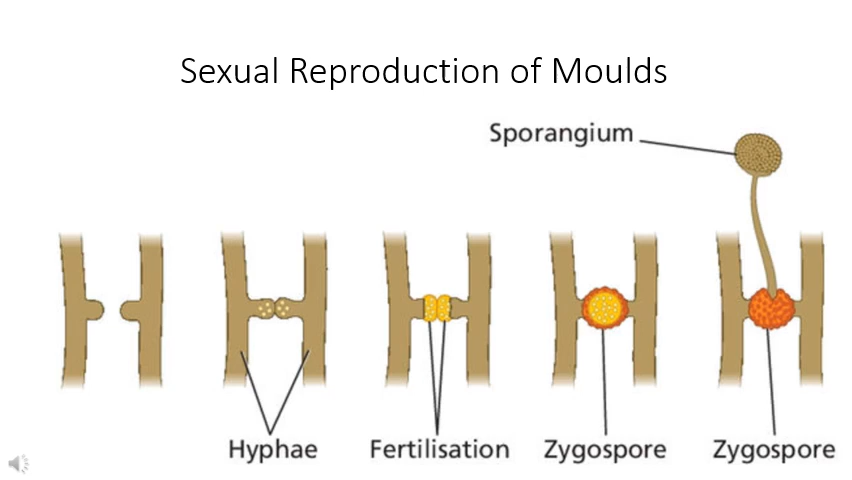 Sexual Reproduction of Moulds
Sporangium
Hyphae
Fertilisation
Zygospore
Zygospore